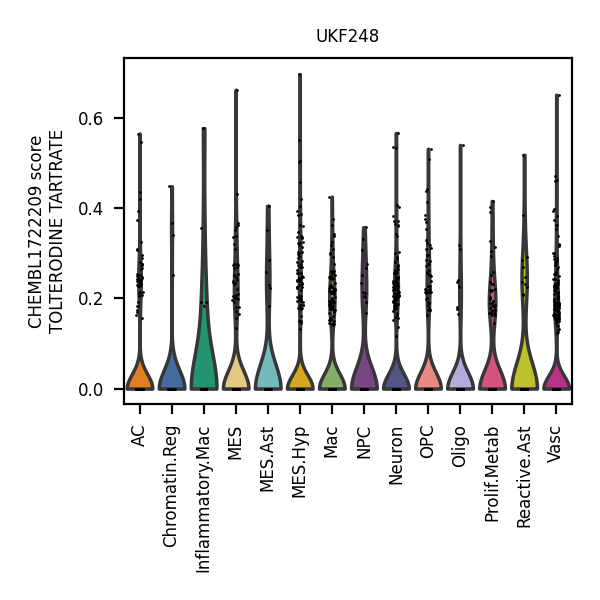 UKF248
CHEMBL1722209 score
TOLTERODINE TARTRATE
0.6
0.4
0.2
0.0
AC
Chromatin.Reg
Inflammatory.Mac
MES
MES.Ast
MES.Hyp
Mac
NPC
Neuron
OPC
Oligo
Prolif.Metab
Reactive.Ast
Vasc